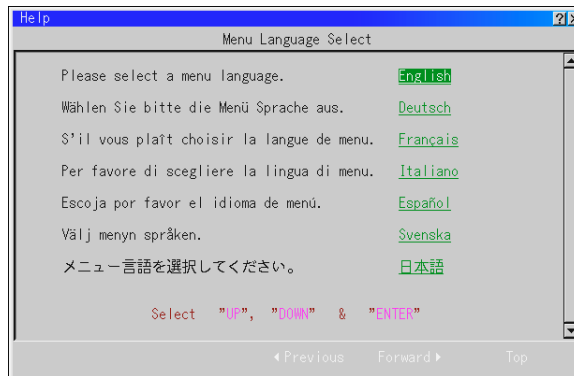 Help
Menu Language Select
Please select a menu language. English
Wählen Sie bitte die Menü Sprache aus. Deutsch
S'il vous plaît choisir la langue de menu. Français
Per favore di scegliere la lingua di menu. Italiano
Escoja por favor el idioma de menú. Español
Välj menyn språken. Svenska
メニュー言語を選択してください。 日本語
Select "UP", "DOWN" & "ENTER"
Previous Forward Top